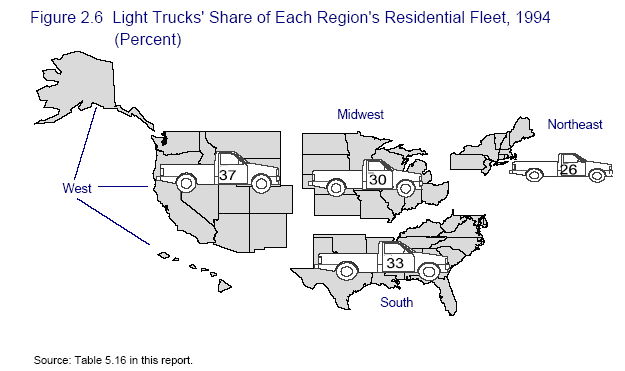 Figure 2.6 Light Trucks' Share of Each Region's Residential Fleet, 1994
(Percent)
Midwest
Northeast
37
30
26
West
33
South
Source: Table 5.16 in this report.